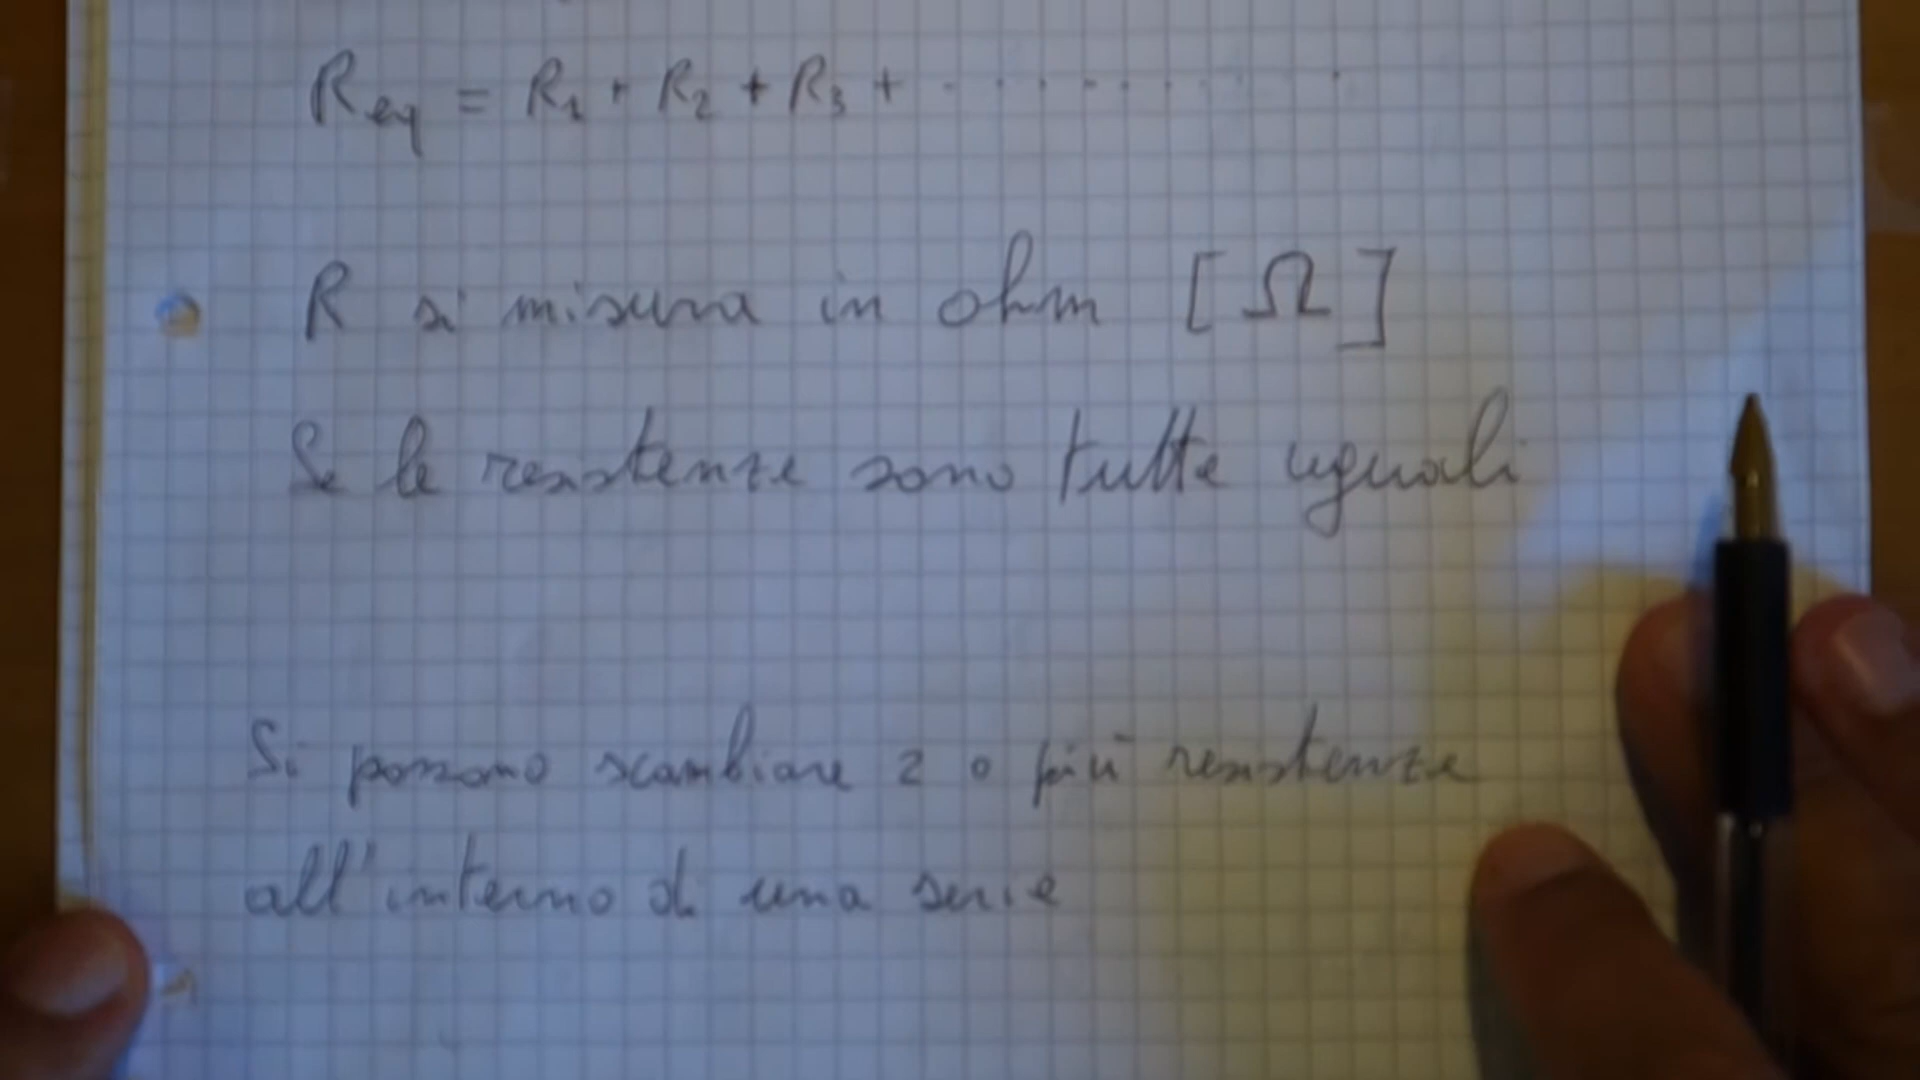 Req = R1 + R2 + R3 + . . . . . . . . .
R si misura in ohm [Ω]
Se le resistenze sono tutte uguali
Si possono scambiare 2 o più resistenze
all'interno di una serie